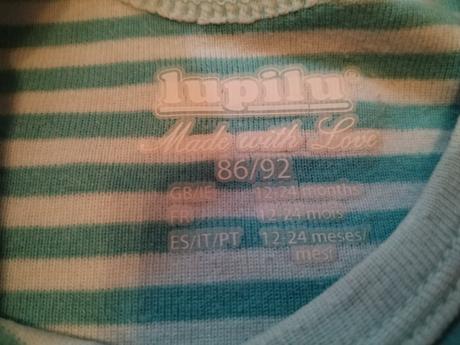 lupilu®
Made with Love
86/92
GB/IE 12-24 months
FR 12-24 mois
ES/IT/PT 12-24 meses/
mesi